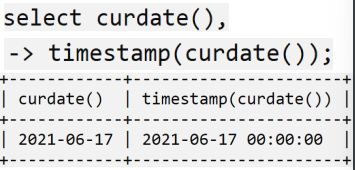 select curdate(),
-> timestamp(curdate());
+------------+----------------------+
| curdate() | timestamp(curdate()) |
+------------+----------------------+
| 2021-06-17 | 2021-06-17 00:00:00 |
+------------+----------------------+